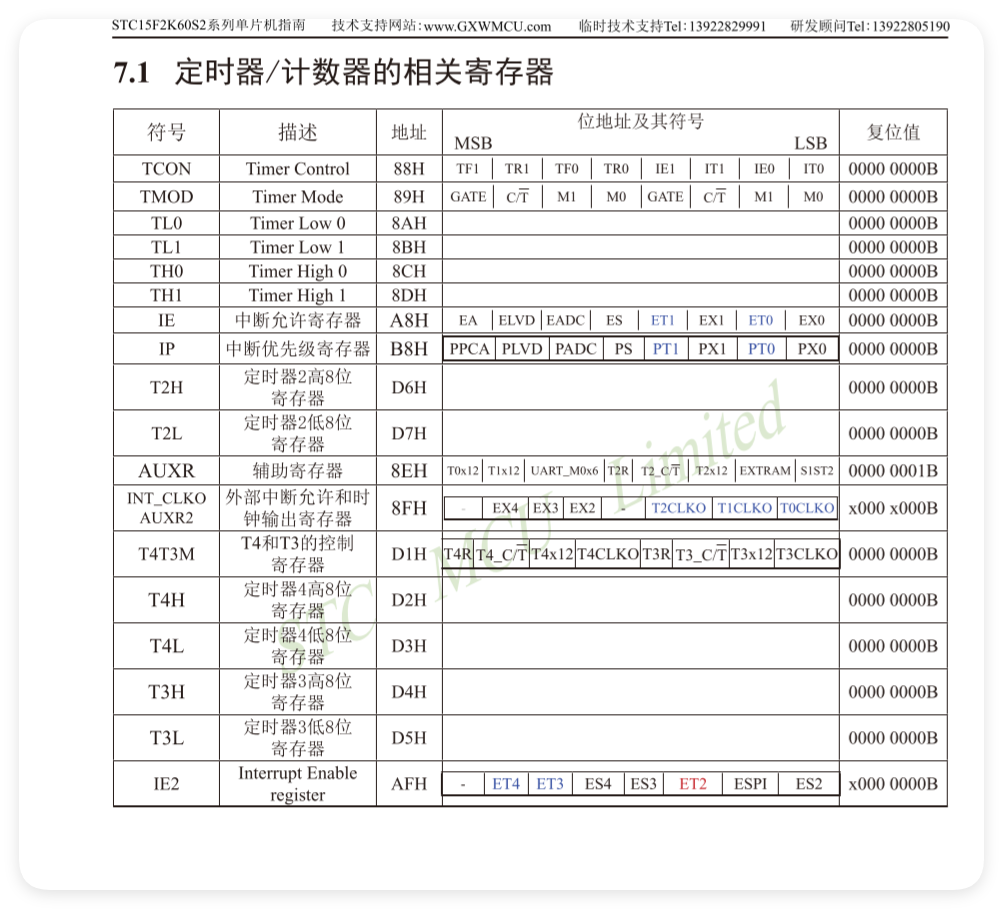 STC15F2K60S2系列单片机指南 技术支持网站:www.GXWMCU.com 临时技术支持Tel:13922829991 研发顾问Tel:13922805190
7.1 定时器/计数器的相关寄存器
符号 描述 地址 位地址及其符号 复位值
MSB LSB
TCON Timer Control 88H TF1 TR1 TF0 TR0 IE1 IT1 IE0 IT0 0000 0000B
TMOD Timer Mode 89H GATE C/T̅ M1 M0 GATE C/T̅ M1 M0 0000 0000B
TL0 Timer Low 0 8AH 0000 0000B
TL1 Timer Low 1 8BH 0000 0000B
TH0 Timer High 0 8CH 0000 0000B
TH1 Timer High 1 8DH 0000 0000B
IE 中断允许寄存器 A8H EA ELVD EADC ES ET1 EX1 ET0 EX0 0000 0000B
IP 中断优先级寄存器 B8H PPCA PLVD PADC PS PT1 PX1 PT0 PX0 0000 0000B
T2H 定时器2高8位 D6H 0000 0000B
寄存器
T2L 定时器2低8位 D7H 0000 0000B
寄存器
AUXR 辅助寄存器 8EH T0x12 T1x12 UART_M0x6 T2R T2_C/T̅ T2x12 EXTRAM S1ST2 0000 0001B
INT_CLKO 外部中断允许和时 8FH - EX4 EX3 EX2 - T2CLKO T1CLKO T0CLKO x000 x000B
AUXR2 钟输出寄存器
T4T3M T4和T3的控制 D1H T4R T4_C/T̅ T4x12 T4CLKO T3R T3_C/T̅ T3x12 T3CLKO 0000 0000B
寄存器
T4H 定时器4高8位 D2H 0000 0000B
寄存器
T4L 定时器4低8位 D3H 0000 0000B
寄存器
T3H 定时器3高8位 D4H 0000 0000B
寄存器
T3L 定时器3低8位 D5H 0000 0000B
寄存器
IE2 Interrupt Enable AFH - ET4 ET3 ES4 ES3 ET2 ESPI ES2 x000 0000B
register
STC MCU Limited